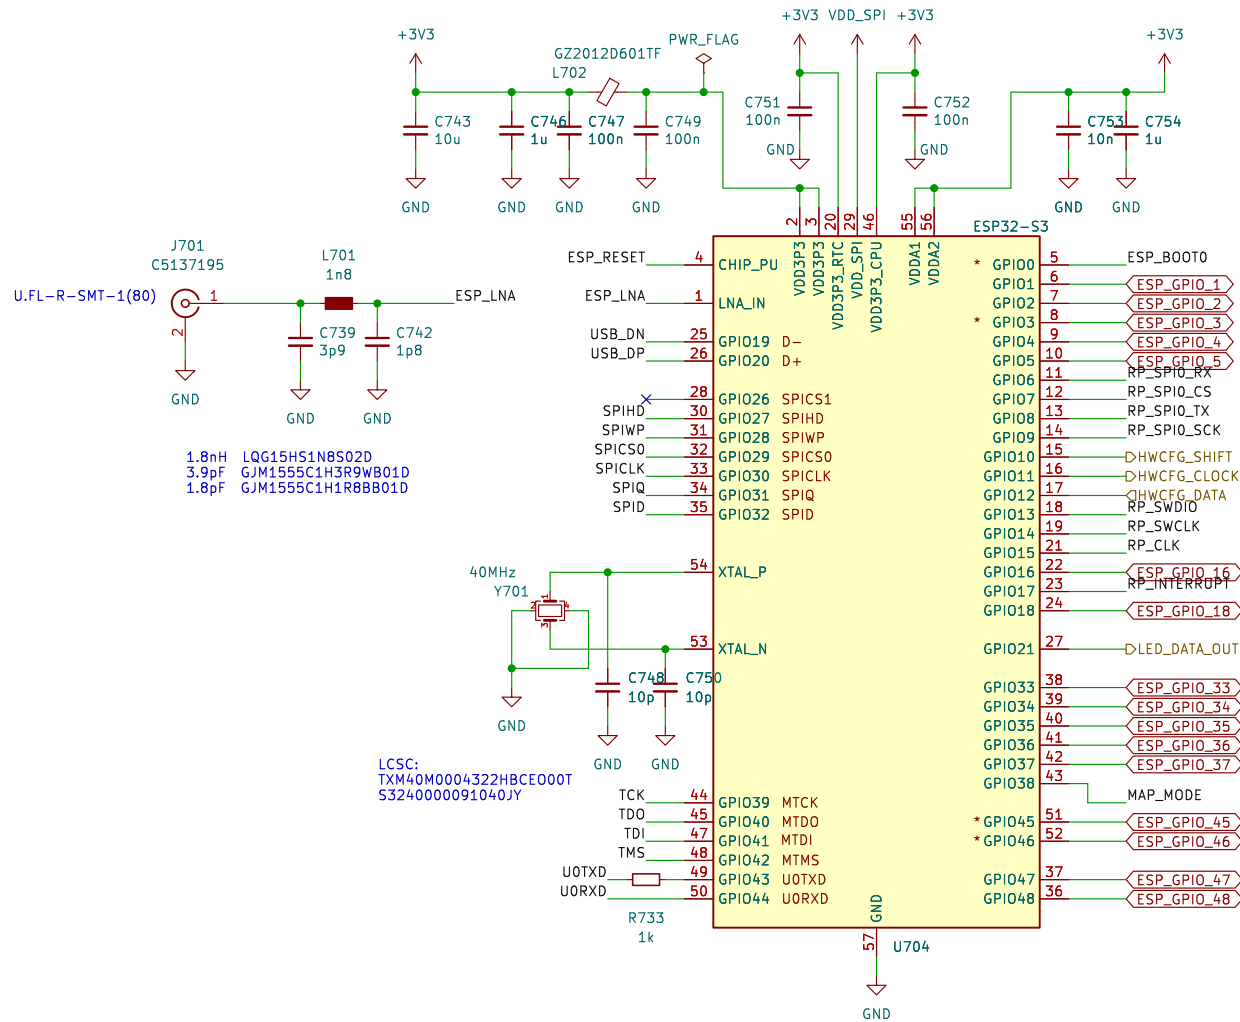 +3V3 VDD_SPI +3V3
+3V3 PWR_FLAG +3V3
GZ2012D601TF
L702
C743
10u
C746
1u
C747
100n
C749
100n
C751
100n
C752
100n
C753
10n
C754
1u
GND GND GND GND GND GND GND GND
J701
C5137195
U.FL-R-SMT-1(80)
1
2
GND
L701
1n8
ESP_LNA
C739
3p9
C742
1p8
GND GND
1.8nH LQG15HS1N8S02D
3.9pF GJM1555C1H3R9WB01D
1.8pF GJM1555C1H1R8BB01D
40MHz
Y701
1
2 4
3
GND
C748
10p
C750
10p
GND GND
LCSC:
TXM40M0004322HBCEO00T
S3240000091040JY
ESP32-S3
2 VDD3P3
3 VDD3P3
20 VDD3P3_RTC
29 VDD_SPI
46 VDD3P3_CPU
55 VDDA1
56 VDDA2
ESP_RESET 4 CHIP_PU
ESP_LNA 1 LNA_IN
USB_DN 25 GPIO19 D-
USB_DP 26 GPIO20 D+
28 GPIO26 SPICS1
SPIHD 30 GPIO27 SPIHD
SPIWP 31 GPIO28 SPIWP
SPICS0 32 GPIO29 SPICS0
SPICLK 33 GPIO30 SPICLK
SPIQ 34 GPIO31 SPIQ
SPID 35 GPIO32 SPID
54 XTAL_P
53 XTAL_N
TCK 44 GPIO39 MTCK
TDO 45 GPIO40 MTDO
TDI 47 GPIO41 MTDI
TMS 48 GPIO42 MTMS
U0TXD 49 GPIO43 U0TXD
U0RXD 50 GPIO44 U0RXD
R733
1k
* GPIO0 5 ESP_BOOT0
GPIO1 6 ESP_GPIO_1
GPIO2 7 ESP_GPIO_2
* GPIO3 8 ESP_GPIO_3
GPIO4 9 ESP_GPIO_4
GPIO5 10 ESP_GPIO_5
GPIO6 11 RP_SPI0_RX
GPIO7 12 RP_SPI0_CS
GPIO8 13 RP_SPI0_TX
GPIO9 14 RP_SPI0_SCK
GPIO10 15 HWCFG_SHIFT
GPIO11 16 HWCFG_CLOCK
GPIO12 17 HWCFG_DATA
GPIO13 18 RP_SWDIO
GPIO14 19 RP_SWCLK
GPIO15 21 RP_CLK
GPIO16 22 ESP_GPIO_16
GPIO17 23 RP_INTERRUPT
GPIO18 24 ESP_GPIO_18
GPIO21 27 LED_DATA_OUT
GPIO33 38 ESP_GPIO_33
GPIO34 39 ESP_GPIO_34
GPIO35 40 ESP_GPIO_35
GPIO36 41 ESP_GPIO_36
GPIO37 42 ESP_GPIO_37
GPIO38 43 MAP_MODE
* GPIO45 51 ESP_GPIO_45
* GPIO46 52 ESP_GPIO_46
GPIO47 37 ESP_GPIO_47
GPIO48 36 ESP_GPIO_48
GND
57
U704
GND